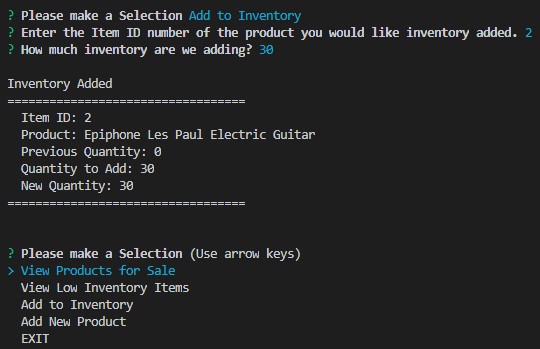 ? Please make a Selection Add to Inventory
? Enter the Item ID number of the product you would like inventory added. 2
? How much inventory are we adding? 30
Inventory Added
==================================
Item ID: 2
Product: Epiphone Les Paul Electric Guitar
Previous Quantity: 0
Quantity to Add: 30
New Quantity: 30
==================================
? Please make a Selection (Use arrow keys)
> View Products for Sale
View Low Inventory Items
Add to Inventory
Add New Product
EXIT